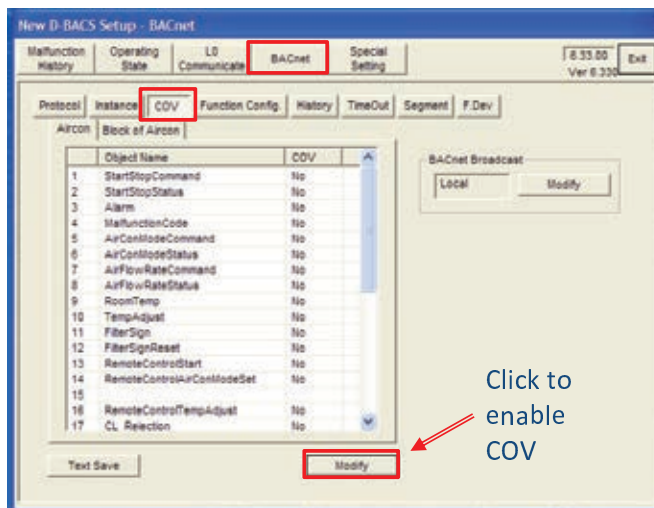 New D-BACS Setup - BACnet
Malfunction History
Operating State
L0 Communicate
BACnet
Special Setting
6.33.00
Ver 6.330
Exit
Protocol Instance COV Function Config. History TimeOut Segment F.Dev
Aircon Block of Aircon
Object Name COV
1 StartStopCommand No
2 StartStopStatus No
3 Alarm No
4 MalfunctionCode No
5 AirConModeCommand No
6 AirConModeStatus No
7 AirFlowRateCommand No
8 AirFlowRateStatus No
9 RoomTemp No
10 TempAdjust No
11 FilterSign No
12 FilterSignReset No
13 RemoteControlStart No
14 RemoteControlAirConModeSet No
15
16 RemoteControlTempAdjust No
17 CL_Rejection No
BACnet Broadcast
Local Modify
Click to
enable
COV
Text Save Modify